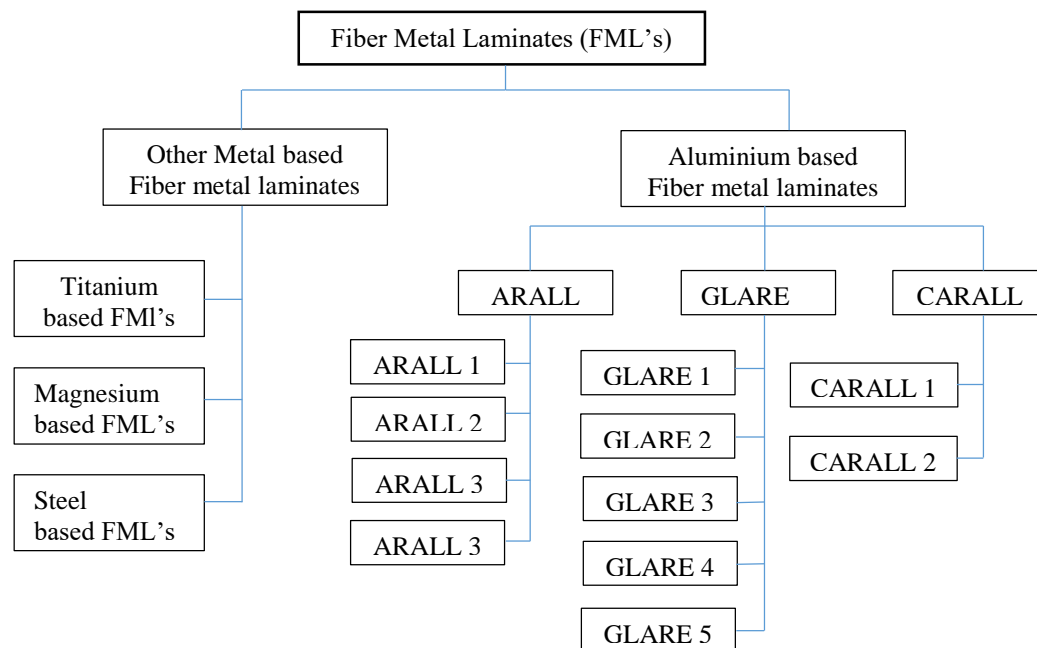 Fiber Metal Laminates (FML’s)
Other Metal based
Fiber metal laminates
Aluminium based
Fiber metal laminates
Titanium
based FMl’s
Magnesium
based FML’s
Steel
based FML’s
ARALL
GLARE
CARALL
ARALL 1
ARALL 2
ARALL 3
ARALL 3
GLARE 1
GLARE 2
GLARE 3
GLARE 4
GLARE 5
CARALL 1
CARALL 2